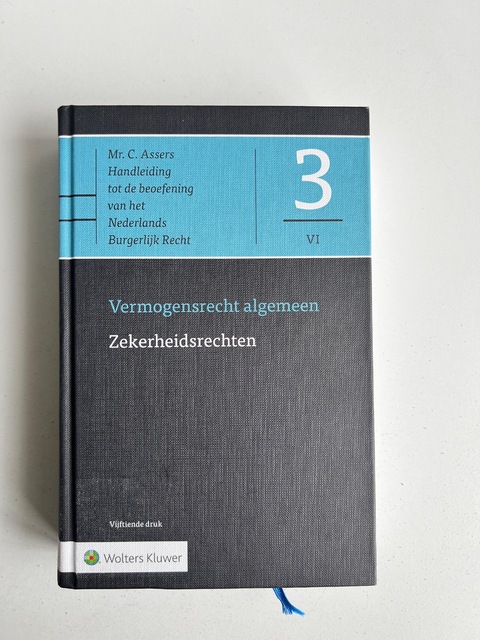 Mr. C. Assers
Handleiding
tot de beoefening
van het
Nederlands
Burgerlijk Recht
3
VI
Vermogensrecht algemeen
Zekerheidsrechten
Vijftiende druk
Wolters Kluwer